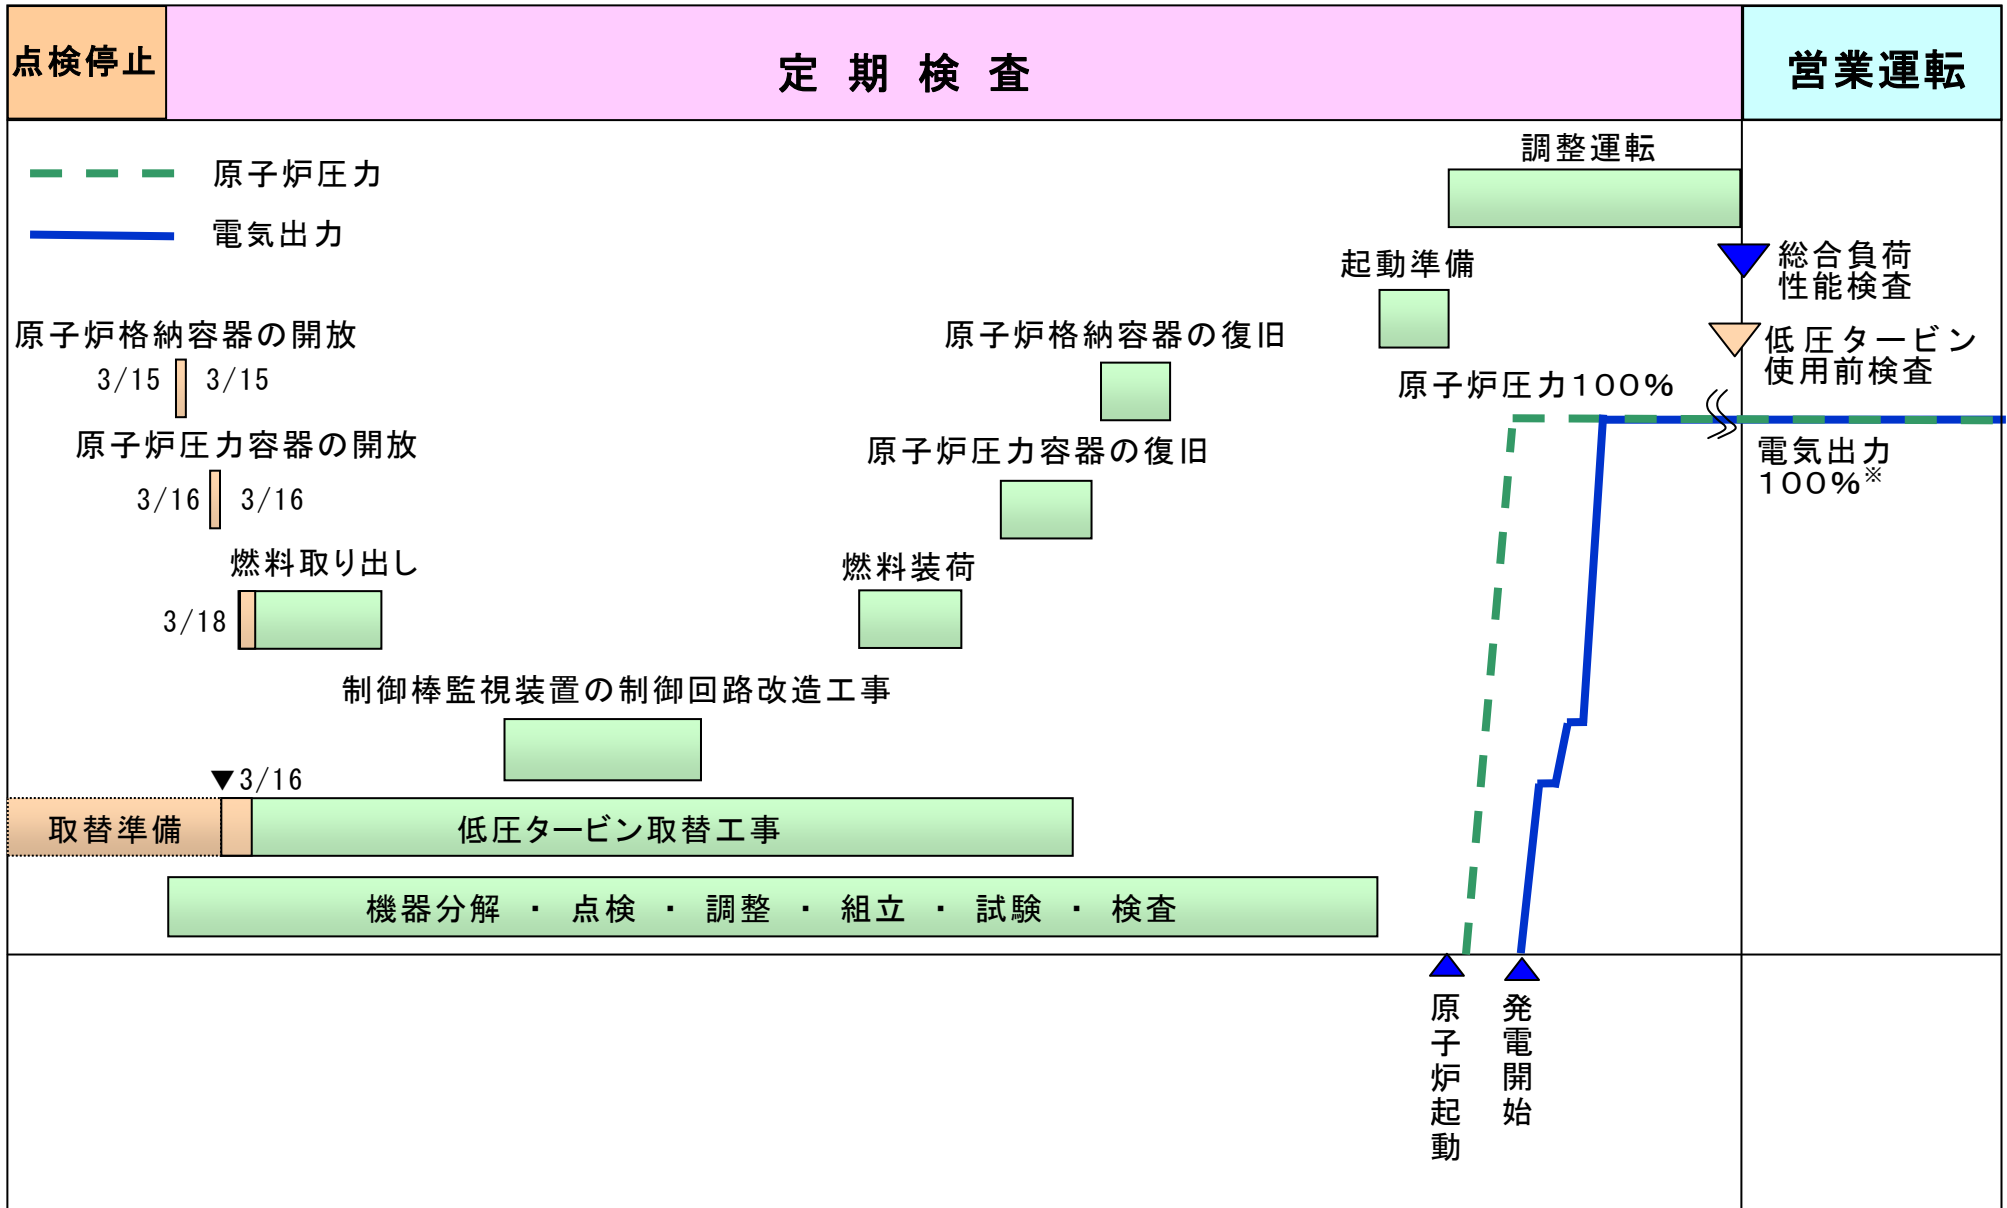 点検停止
定 期 検 査
営業運転
原子炉圧力
電気出力
調整運転
総合負荷
性能検査
起動準備
低圧タービン
使用前検査
原子炉格納容器の開放
3/15
3/15
原子炉格納容器の復旧
原子炉圧力100%
原子炉圧力容器の開放
3/16
3/16
原子炉圧力容器の復旧
電気出力
100%※
燃料取り出し
3/18
燃料装荷
制御棒監視装置の制御回路改造工事
▼3/16
取替準備
低圧タービン取替工事
機器分解 ・ 点検 ・ 調整 ・ 組立 ・ 試験 ・ 検査
原子炉起動
発電開始